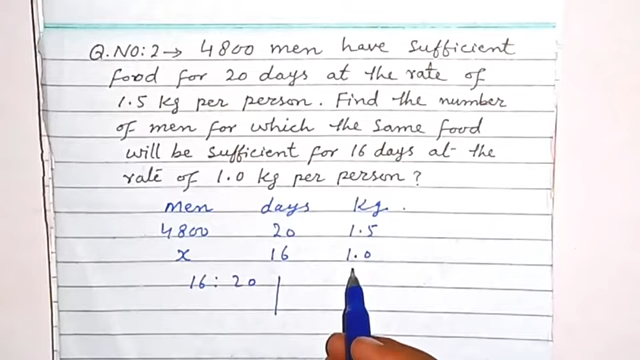 Q.NO:2→ 4800 men have sufficient
food for 20 days at the rate of
1.5 Kg per person. Find the number
of men for which the same food
will be sufficient for 16 days at the
rate of 1.0 Kg per person?
men days Kg.
4800 20 1.5
x 16 1.0
16: 20